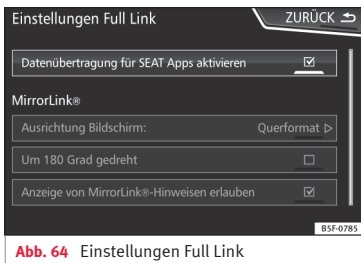 Einstellungen Full Link
ZURÜCK
Datenübertragung für SEAT Apps aktivieren
MirrorLink®
Ausrichtung Bildschirm: Querformat
Um 180 Grad gedreht
Anzeige von MirrorLink®-Hinweisen erlauben
B5F-0785
Abb. 64 Einstellungen Full Link